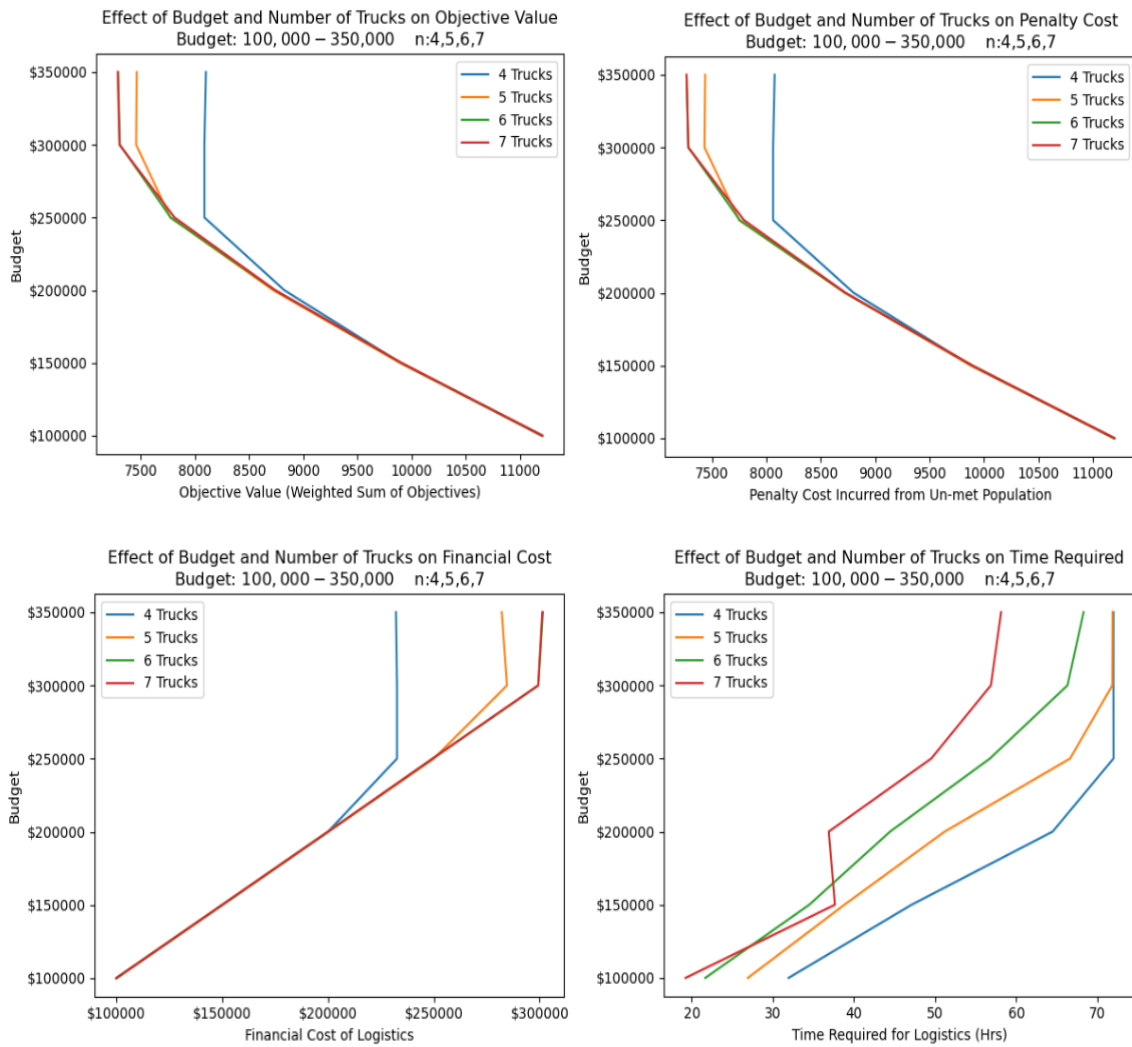 Effect of Budget and Number of Trucks on Objective Value
Budget: 100,000 − 350,000 n:4,5,6,7
$350000
$300000
$250000
$200000
$150000
$100000
Budget
4 Trucks
5 Trucks
6 Trucks
7 Trucks
7500 8000 8500 9000 9500 10000 10500 11000
Objective Value (Weighted Sum of Objectives)
Effect of Budget and Number of Trucks on Penalty Cost
Budget: 100,000 − 350,000 n:4,5,6,7
$350000
$300000
$250000
$200000
$150000
$100000
Budget
4 Trucks
5 Trucks
6 Trucks
7 Trucks
7500 8000 8500 9000 9500 10000 10500 11000
Penalty Cost Incurred from Un-met Population
Effect of Budget and Number of Trucks on Financial Cost
Budget: 100,000 − 350,000 n:4,5,6,7
$350000
$300000
$250000
$200000
$150000
$100000
Budget
4 Trucks
5 Trucks
6 Trucks
7 Trucks
$100000 $150000 $200000 $250000 $300000
Financial Cost of Logistics
Effect of Budget and Number of Trucks on Time Required
Budget: 100,000 − 350,000 n:4,5,6,7
$350000
$300000
$250000
$200000
$150000
$100000
Budget
4 Trucks
5 Trucks
6 Trucks
7 Trucks
20 30 40 50 60 70
Time Required for Logistics (Hrs)